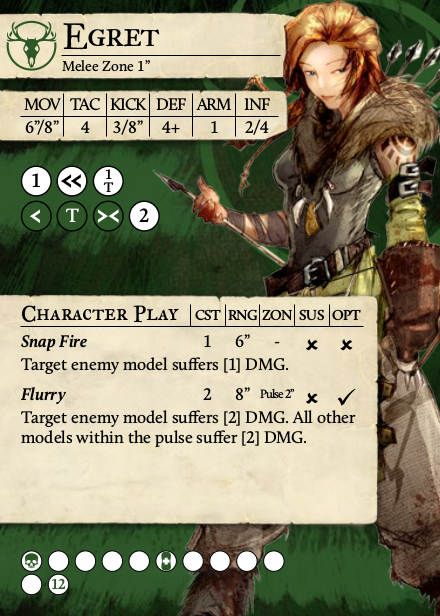 Egret
Melee Zone 1”
MOV TAC KICK DEF ARM INF
6”/8” 4 3/8” 4+ 1 2/4
1 << 1
T
< T >< 2
Character Play CST RNG ZON SUS OPT
Snap Fire 1 6” - ✗ ✗
Target enemy model suffers [1] DMG.
Flurry 2 8” Pulse 2” ✗ ✓
Target enemy model suffers [2] DMG. All other
models within the pulse suffer [2] DMG.
12